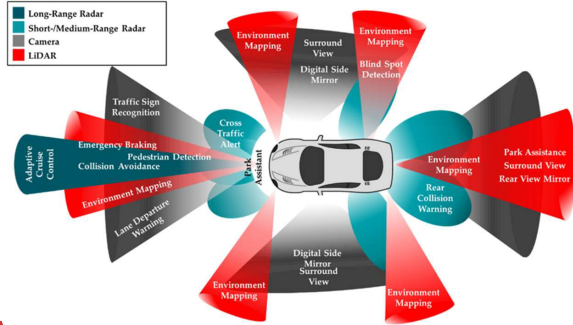 Long-Range Radar
Short-/Medium-Range Radar
Camera
LiDAR
Environment
Mapping
Surround
View
Digital Side
Mirror
Environment
Mapping
Blind Spot
Detection
Traffic Sign
Recognition
Cross
Traffic
Alert
Adaptive
Cruise
Control
Emergency Braking
Pedestrian Detection
Collision Avoidance
Environment Mapping
Lane Departure
Warning
Park
Assistant
Environment
Mapping
Rear
Collision
Warning
Park Assistance
Surround View
Rear View Mirror
Environment
Mapping
Digital Side
Mirror
Surround
View
Environment
Mapping